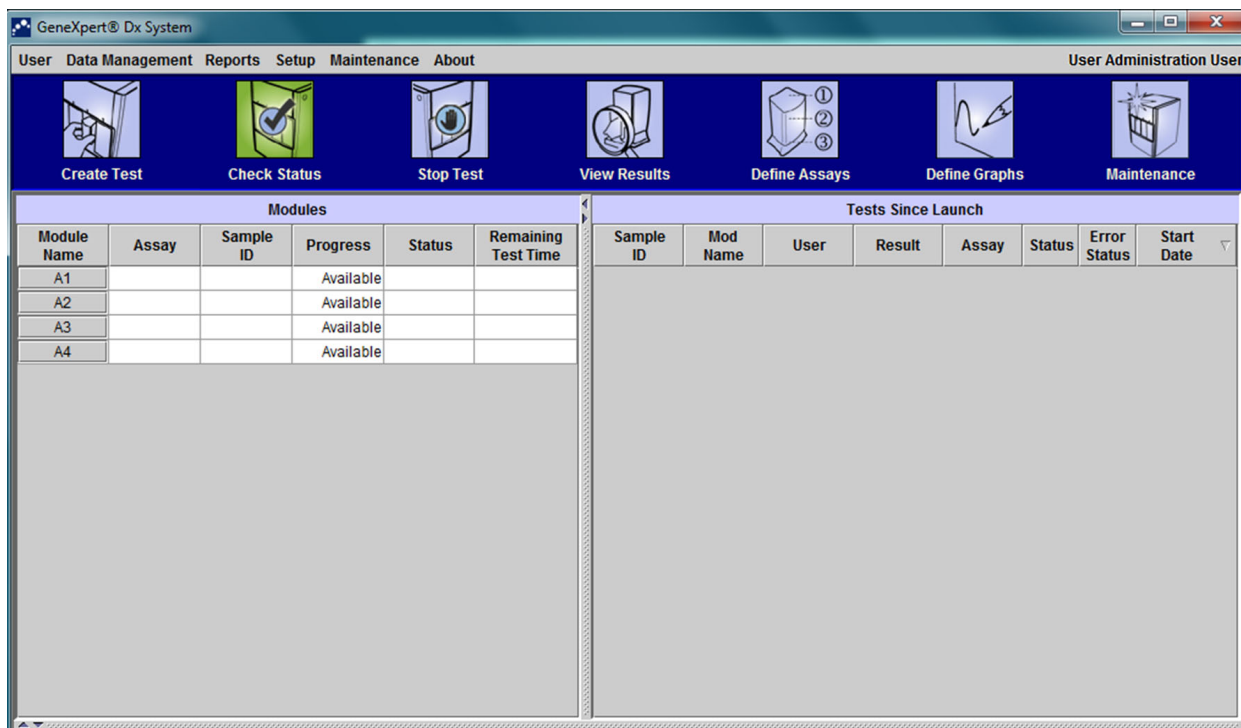 GeneXpert® Dx System
User Data Management Reports Setup Maintenance About User Administration User
① ② ③
Create Test Check Status Stop Test View Results Define Assays Define Graphs Maintenance
Modules
Module Name Assay Sample ID Progress Status Remaining Test Time
A1 Available
A2 Available
A3 Available
A4 Available
Tests Since Launch
Sample ID Mod Name User Result Assay Status Error Status Start Date